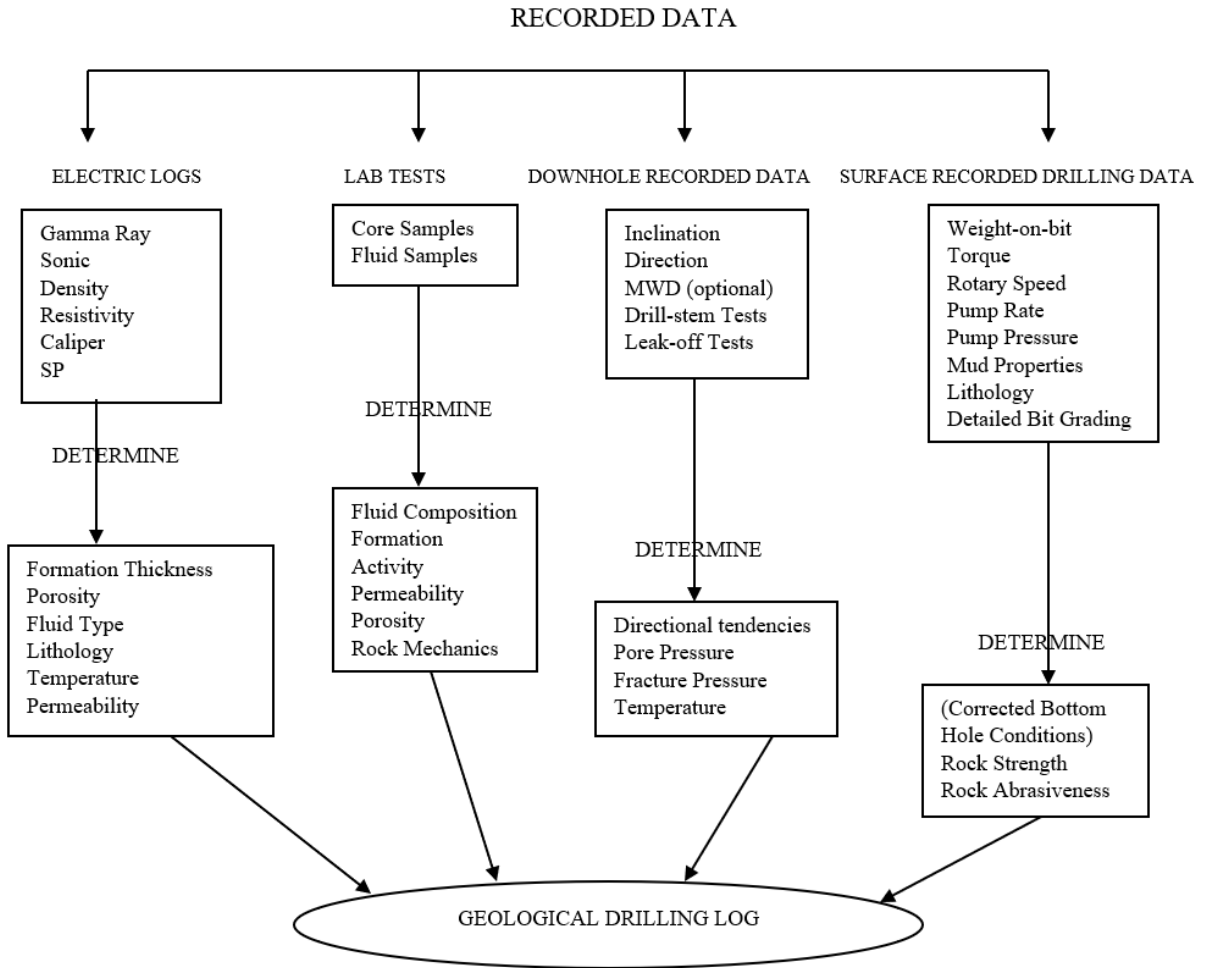 RECORDED DATA
ELECTRIC LOGS
Gamma Ray
Sonic
Density
Resistivity
Caliper
SP
DETERMINE
Formation Thickness
Porosity
Fluid Type
Lithology
Temperature
Permeability
LAB TESTS
Core Samples
Fluid Samples
DETERMINE
Fluid Composition
Formation
Activity
Permeability
Porosity
Rock Mechanics
DOWNHOLE RECORDED DATA
Inclination
Direction
MWD (optional)
Drill-stem Tests
Leak-off Tests
DETERMINE
Directional tendencies
Pore Pressure
Fracture Pressure
Temperature
SURFACE RECORDED DRILLING DATA
Weight-on-bit
Torque
Rotary Speed
Pump Rate
Pump Pressure
Mud Properties
Lithology
Detailed Bit Grading
DETERMINE
(Corrected Bottom
Hole Conditions)
Rock Strength
Rock Abrasiveness
GEOLOGICAL DRILLING LOG